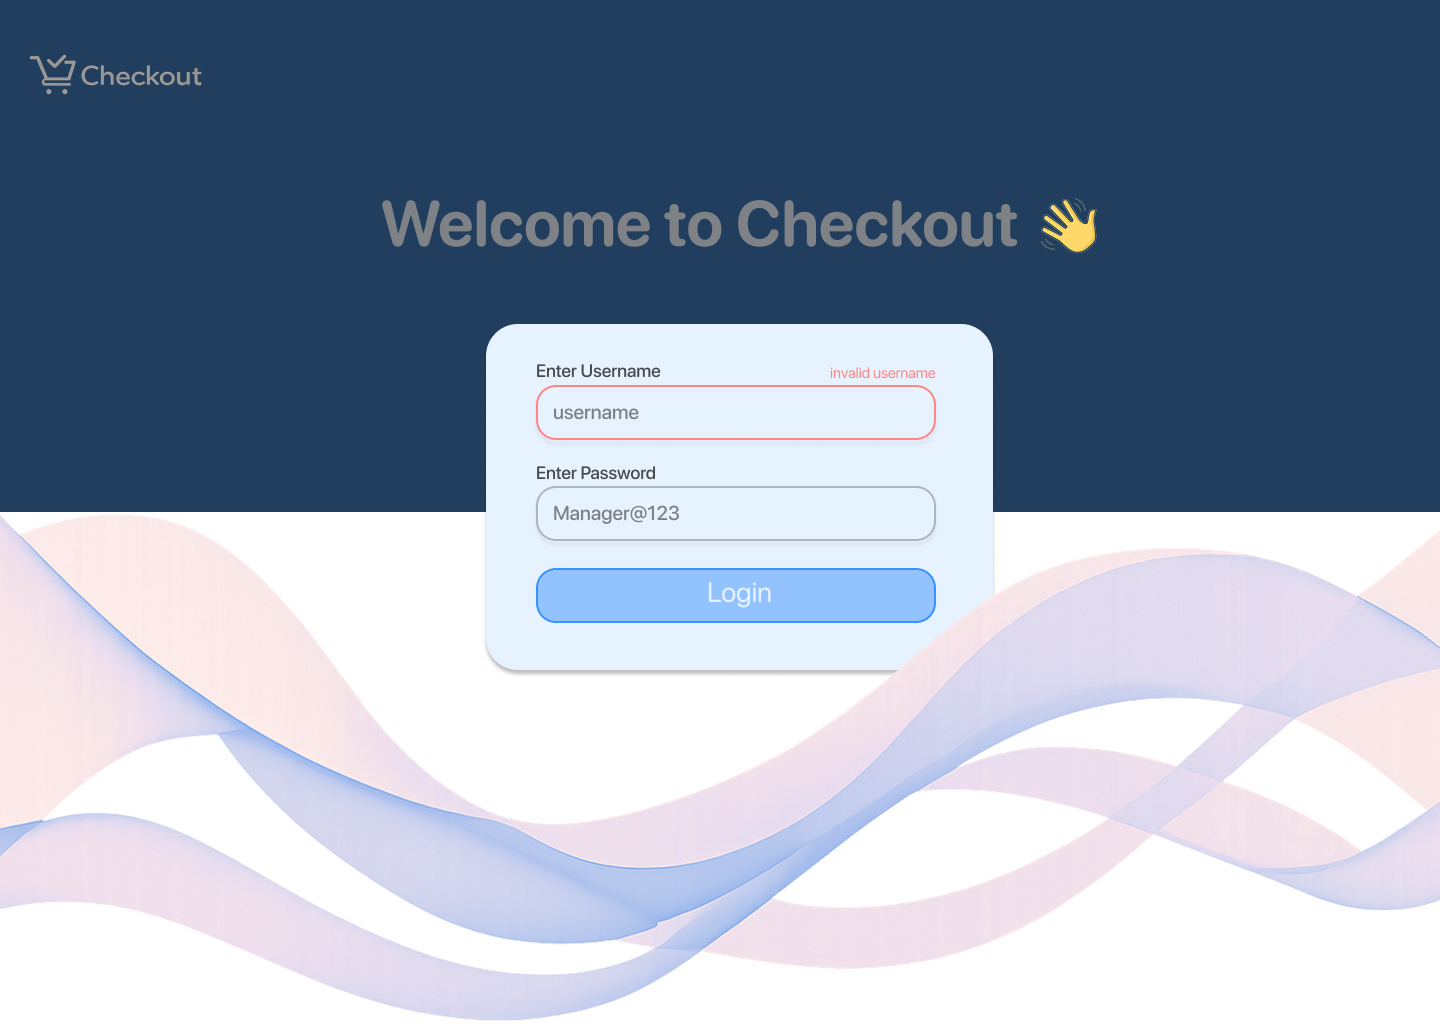 Checkout
Welcome to Checkout 👋
Enter Username
invalid username
username
Enter Password
Manager@123
Login